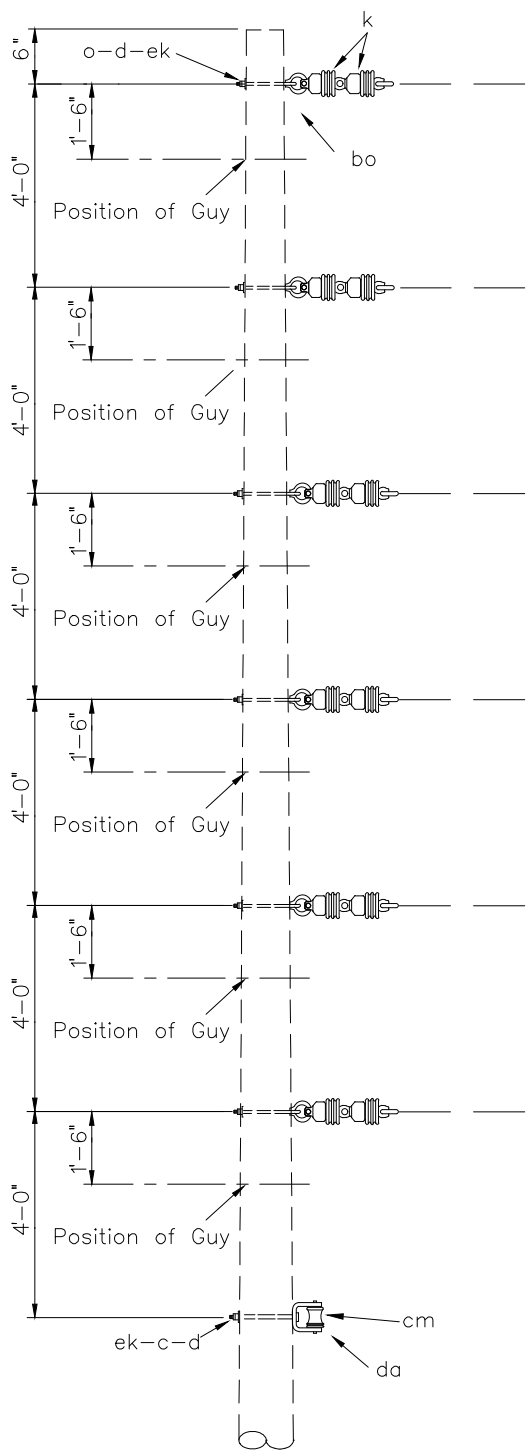 6"
k
o-d-ek
1'-6"
bo
4'-0"
Position of Guy
1'-6"
4'-0"
Position of Guy
1'-6"
4'-0"
Position of Guy
1'-6"
4'-0"
Position of Guy
1'-6"
4'-0"
Position of Guy
1'-6"
4'-0"
Position of Guy
cm
ek-c-d
da